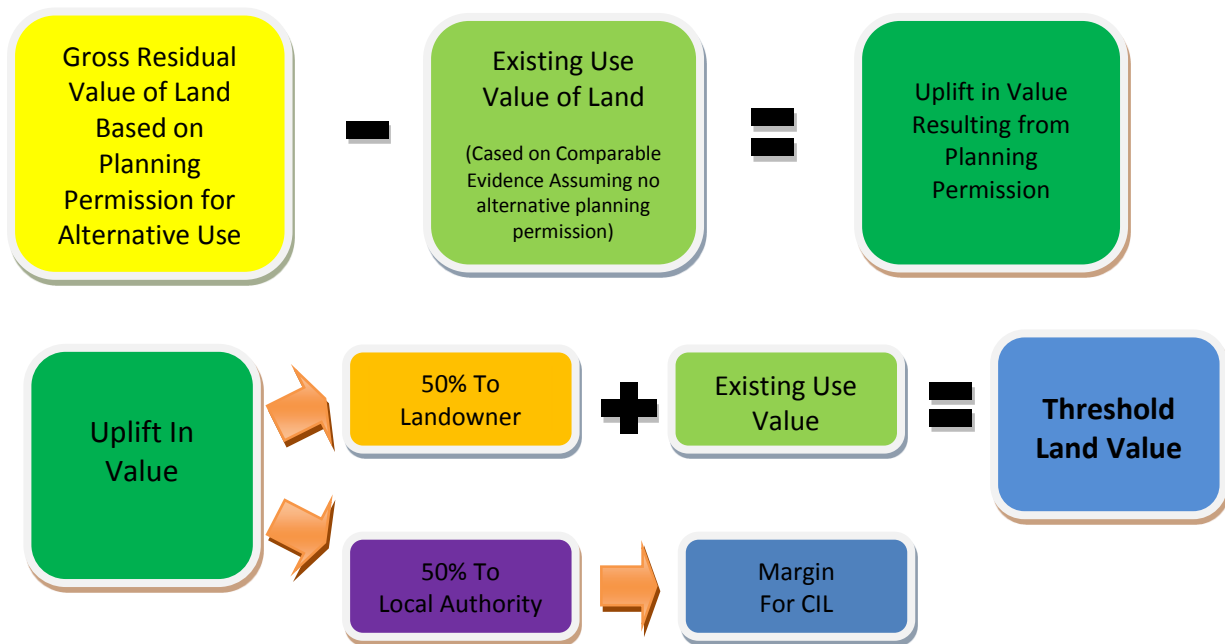 Gross Residual
Value of Land
Based on
Planning
Permission for
Alternative Use
Existing Use
Value of Land
(Cased on Comparable
Evidence Assuming no
alternative planning
permission)
Uplift in Value
Resulting from
Planning
Permission
Uplift In
Value
50% To
Landowner
Existing Use
Value
Threshold
Land Value
50% To
Local Authority
Margin
For CIL